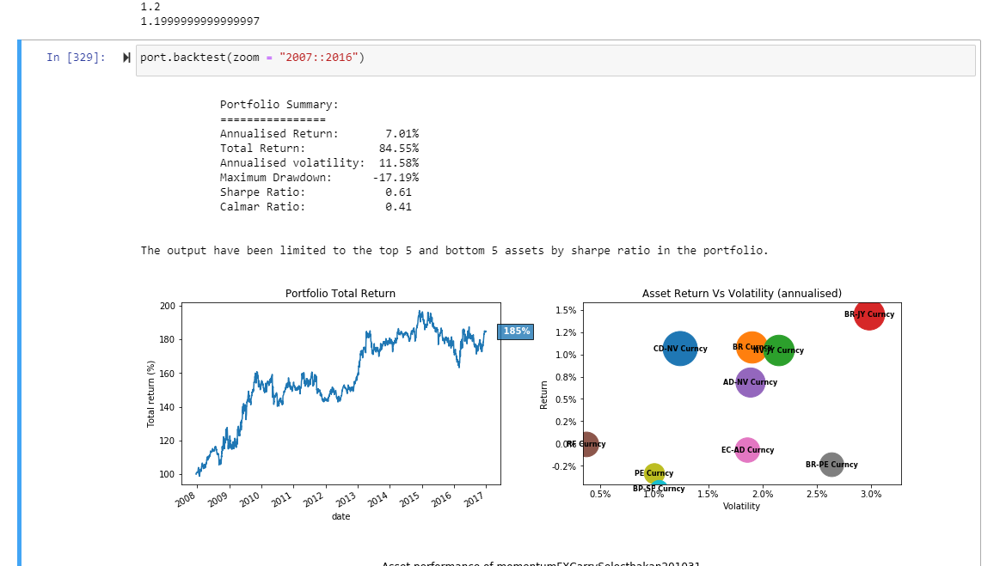 1.2
1.1999999999999997
In [329]: port.backtest(zoom = "2007::2016")
Portfolio Summary:
================
Annualised Return: 7.01%
Total Return: 84.55%
Annualised volatility: 11.58%
Maximum Drawdown: -17.19%
Sharpe Ratio: 0.61
Calmar Ratio: 0.41
The output have been limited to the top 5 and bottom 5 assets by sharpe ratio in the portfolio.
Portfolio Total Return
Total return (%)
200
180
160
140
120
100
185%
2008 2009 2010 2011 2012 2013 2014 2015 2016 2017
date
Asset Return Vs Volatility (annualised)
Return
1.5%
1.2%
1.0%
0.8%
0.5%
0.2%
0.0%
-0.2%
BR-JY Curncy
CD-NV Curncy
BR Curncy
NV-JY Curncy
AD-NV Curncy
RF Curncy
EC-AD Curncy
BR-PE Curncy
PE Curncy
BP-SF Curncy
0.5% 1.0% 1.5% 2.0% 2.5% 3.0%
Volatility
Asset performance of